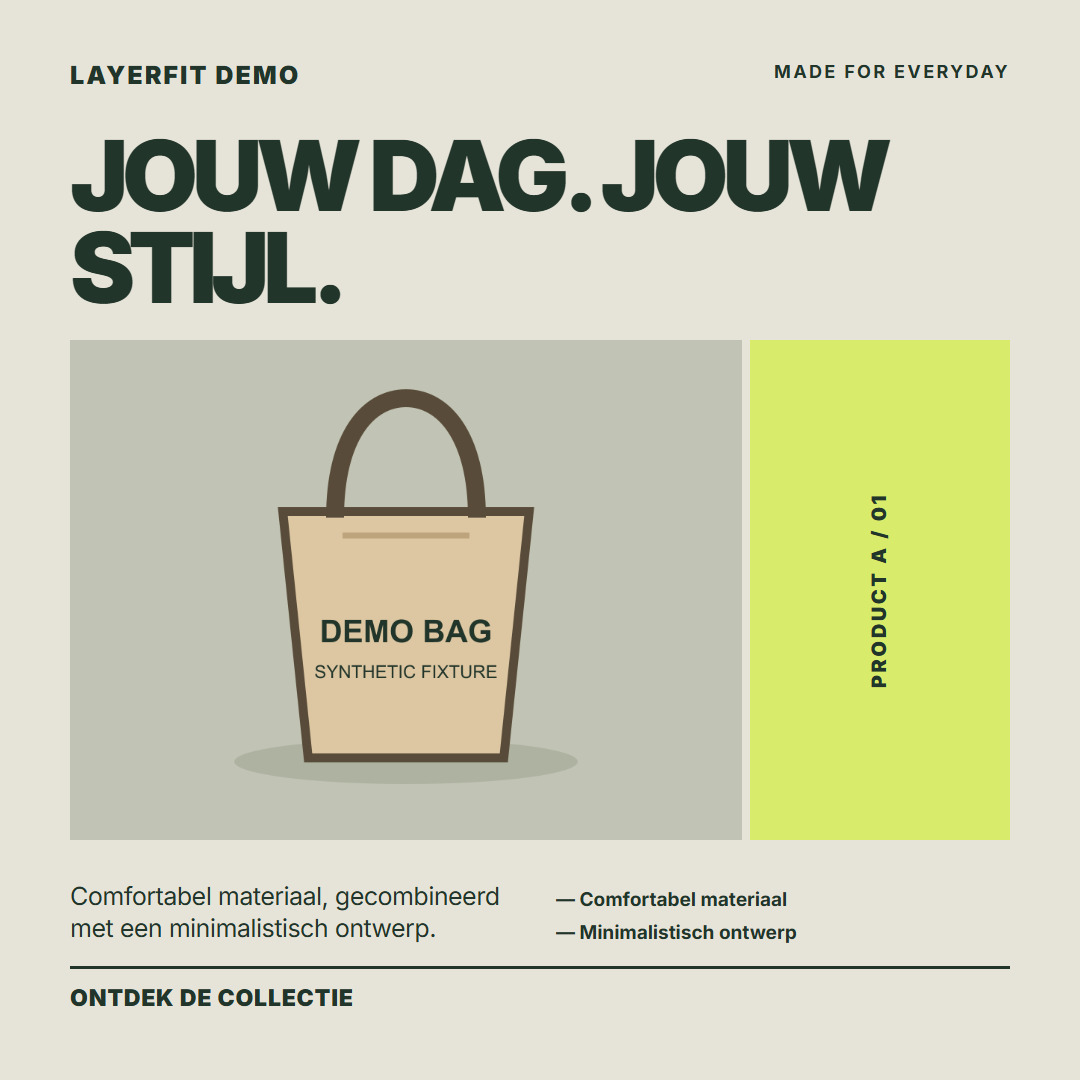 LAYERFIT DEMO
MADE FOR EVERYDAY
JOUW DAG. JOUW
STIJL.
DEMO BAG
SYNTHETIC FIXTURE
PRODUCT A / 01
Comfortabel materiaal, gecombineerd
met een minimalistisch ontwerp.
— Comfortabel materiaal
— Minimalistisch ontwerp
ONTDEK DE COLLECTIE